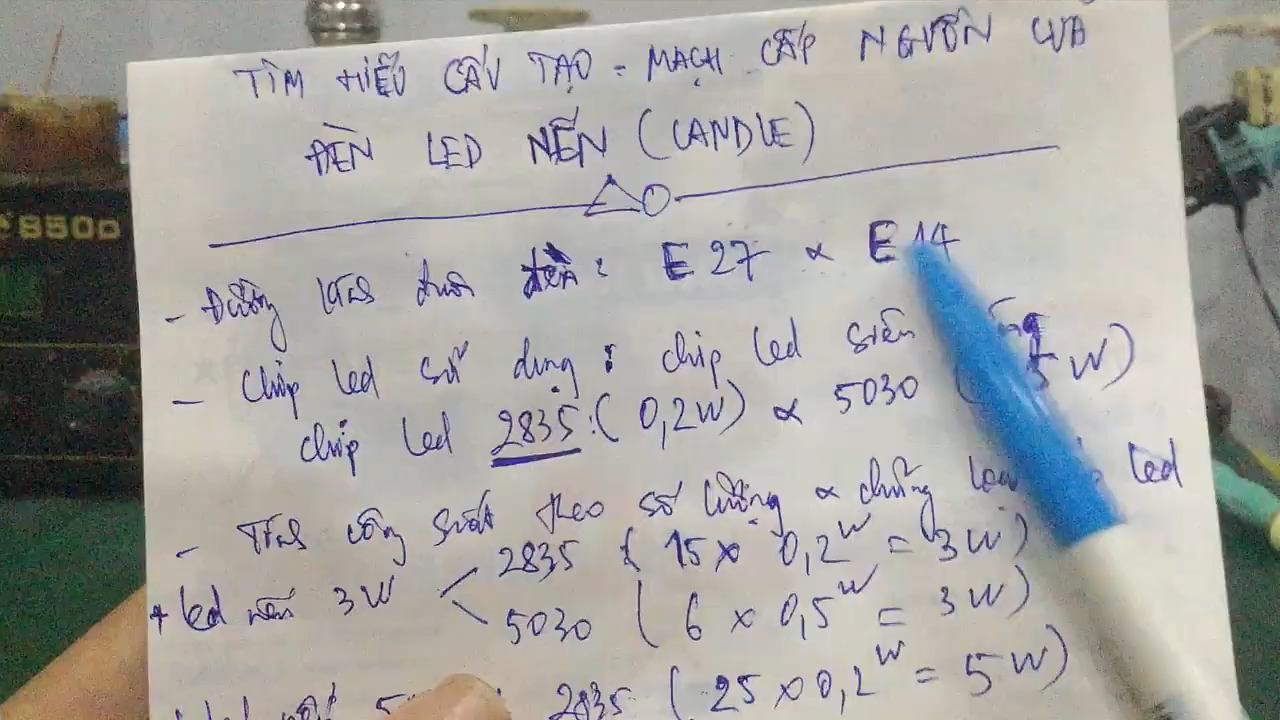 TÌM HIỂU CẤU TẠO - MẠCH CẤP NGUỒN CỦA
ĐÈN LED NẾN (CANDLE)
- Đường kính đuôi đèn : E27 & E14
- Chip led sử dụng : chip led siêu
chip led 2835 : ( 0,2W) & 5030 ( 5W)
- Tính công suất theo số lượng & chủng led
+ led nến 3W 2835 ( 15 x 0,2W = 3W)
5030 ( 6 x 0,5W = 3W)
2835 ( 25 x 0,2W = 5W)
850D